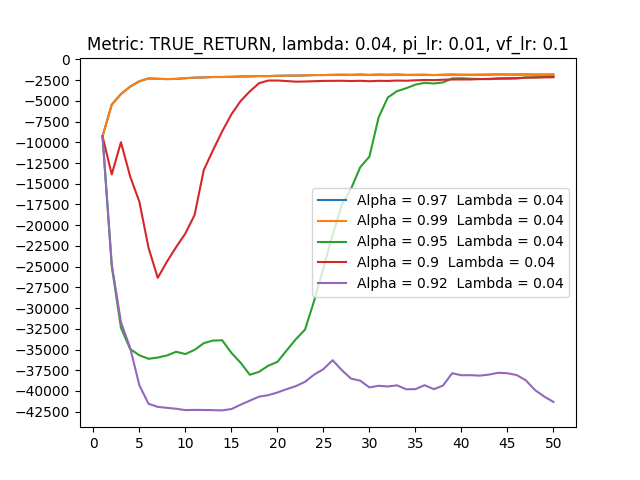 Metric: TRUE_RETURN, lambda: 0.04, pi_lr: 0.01, vf_lr: 0.1
0
−2500
−5000
−7500
−10000
−12500
−15000
−17500
−20000
−22500
−25000
−27500
−30000
−32500
−35000
−37500
−40000
−42500
Alpha = 0.97  Lambda = 0.04
Alpha = 0.99  Lambda = 0.04
Alpha = 0.95  Lambda = 0.04
Alpha = 0.9  Lambda = 0.04
Alpha = 0.92  Lambda = 0.04
0 5 10 15 20 25 30 35 40 45 50